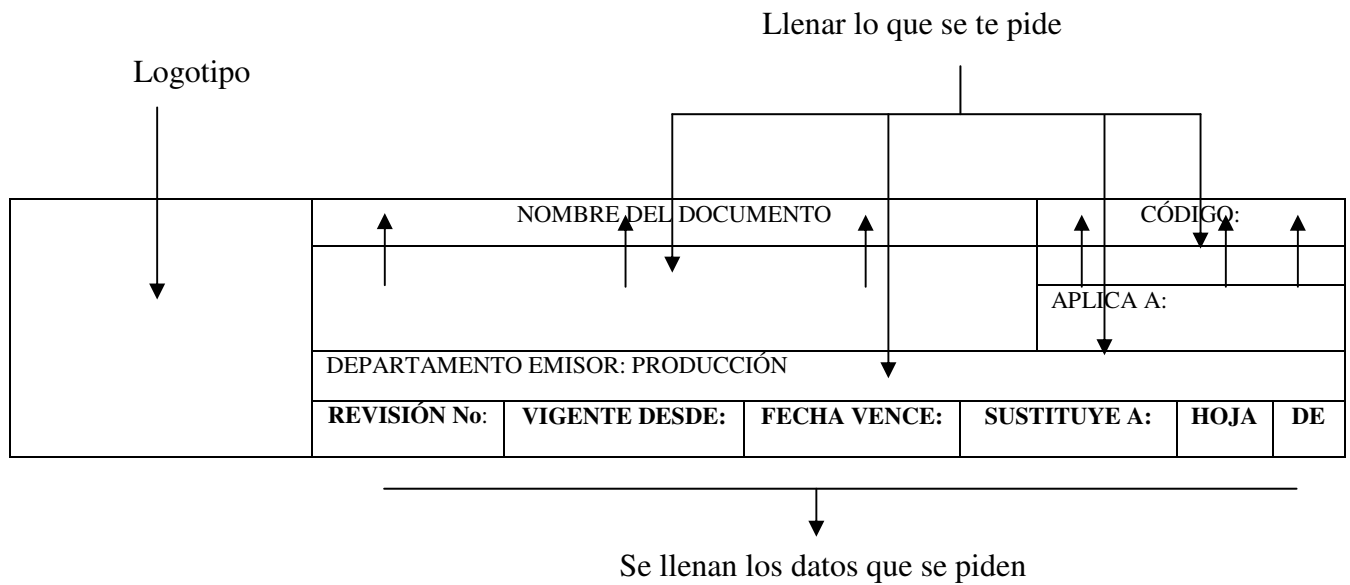 Llenar lo que se te pide
Logotipo
NOMBRE DEL DOCUMENTO
CÓDIGO:
APLICA A:
DEPARTAMENTO EMISOR: PRODUCCIÓN
REVISIÓN No:
VIGENTE DESDE:
FECHA VENCE:
SUSTITUYE A:
HOJA
DE
Se llenan los datos que se piden